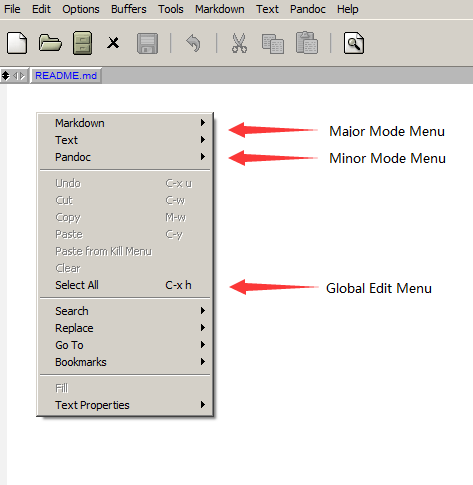 File Edit Options Buffers Tools Markdown Text Pandoc Help
README.md
Markdown
Major Mode Menu
Text
Pandoc
Minor Mode Menu
Undo C-x u
Cut C-w
Copy M-w
Paste C-y
Paste from Kill Menu
Clear
Select All C-x h
Global Edit Menu
Search
Replace
Go To
Bookmarks
Fill
Text Properties